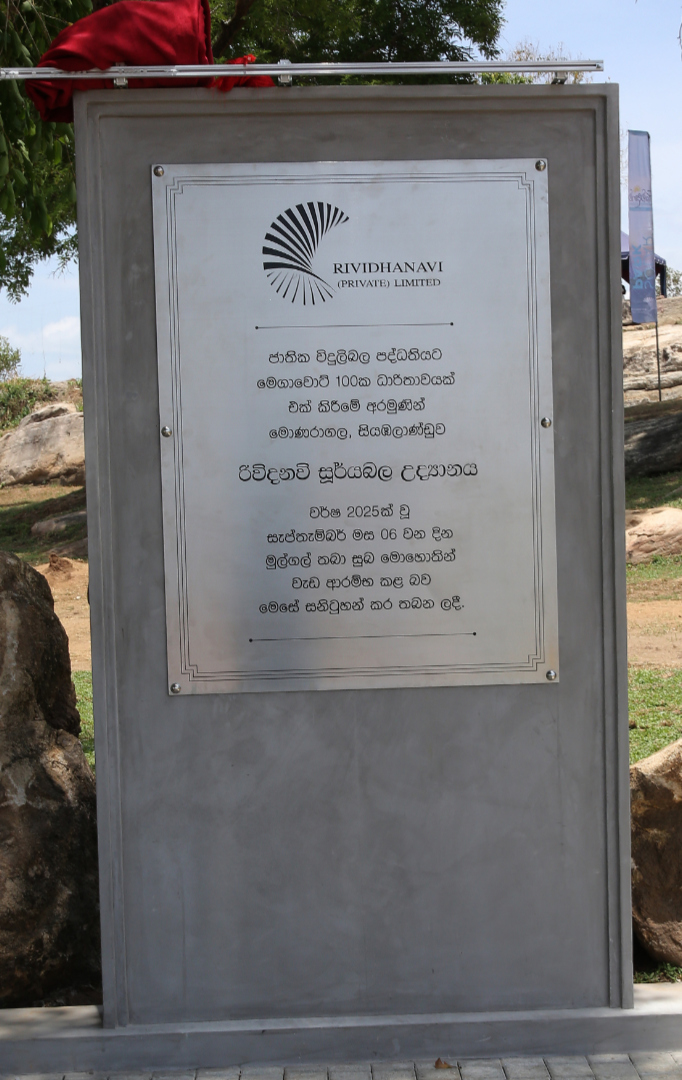 RIVIDHANAVI
(PRIVATE) LIMITED
ජාතික විදුලිබල පද්ධතියට
මෙගාවොට් 100ක ධාරිතාවයක්
එක් කිරීමේ අරමුණින්
මොණරාගල, සියඹලාණ්ඩුව
රිවිදනවි සූර්යබල උද්‍යානය
වර්ෂ 2025ක් වූ
සැප්තැම්බර් මස 06 වන දින
මුල්ගල් තබා සුබ මොහොතින්
වැඩ ආරම්භ කළ බව
මෙසේ සනිටුහන් කර තබන ලදී.